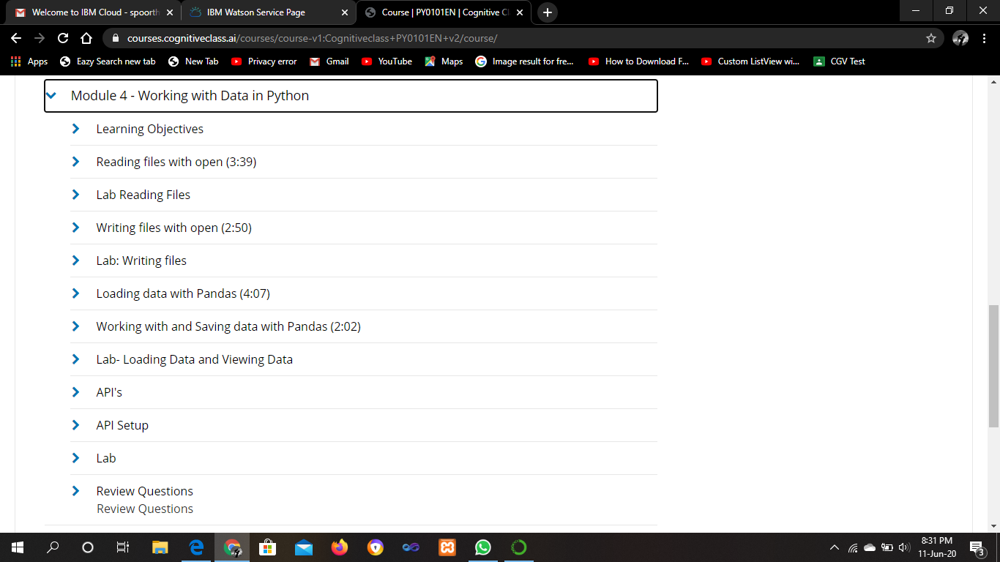 Welcome to IBM Cloud - spoorth
IBM Watson Service Page
Course | PY0101EN | Cognitive Cl
courses.cognitiveclass.ai/courses/course-v1:Cognitiveclass+PY0101EN+v2/course/
Apps
Eazy Search new tab
New Tab
Privacy error
Gmail
YouTube
Maps
Image result for fre...
How to Download F...
Custom ListView wi...
CGV Test
Module 4 - Working with Data in Python
Learning Objectives
Reading files with open (3:39)
Lab Reading Files
Writing files with open (2:50)
Lab: Writing files
Loading data with Pandas (4:07)
Working with and Saving data with Pandas (2:02)
Lab- Loading Data and Viewing Data
API's
API Setup
Lab
Review Questions
Review Questions
8:31 PM
11-Jun-20
3